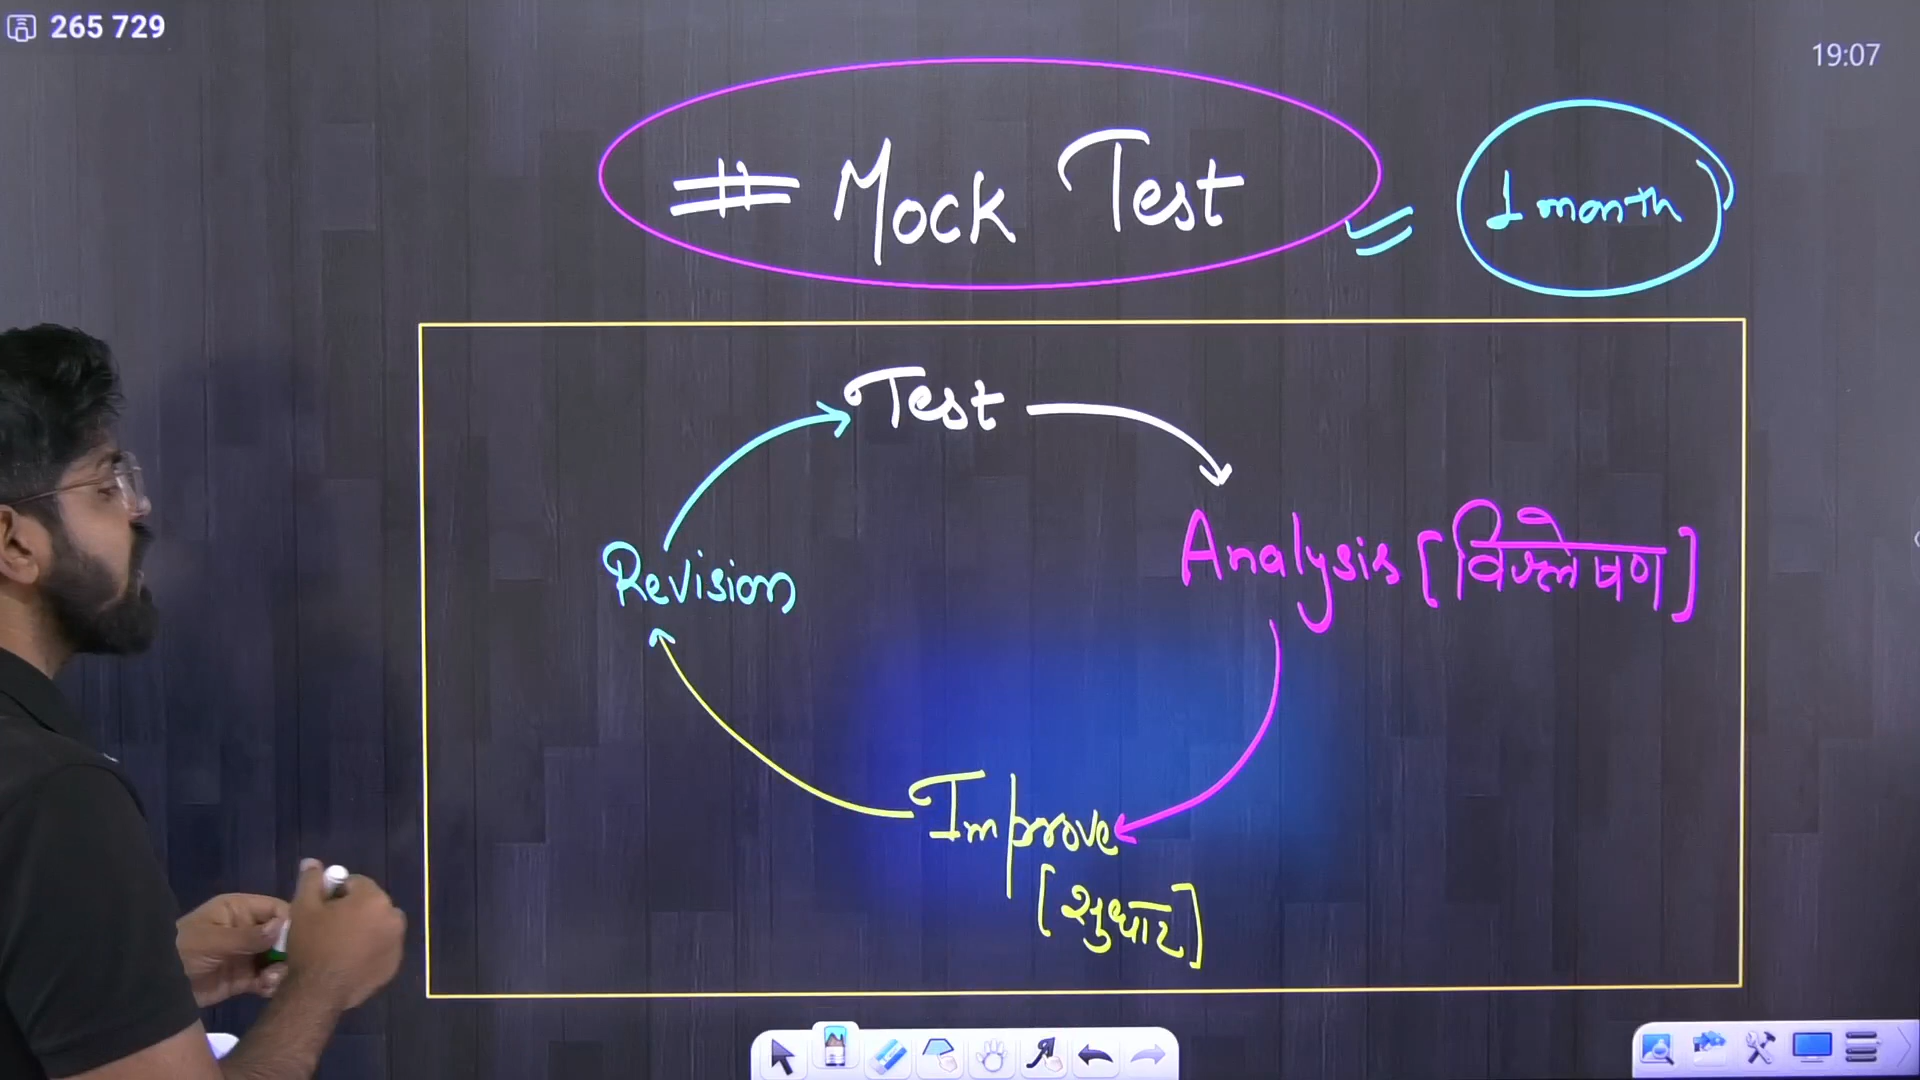 265 729
19:07
# Mock Test
1 month
Test
Analysis [विश्लेषण]
Revision
Improve
[सुधार]